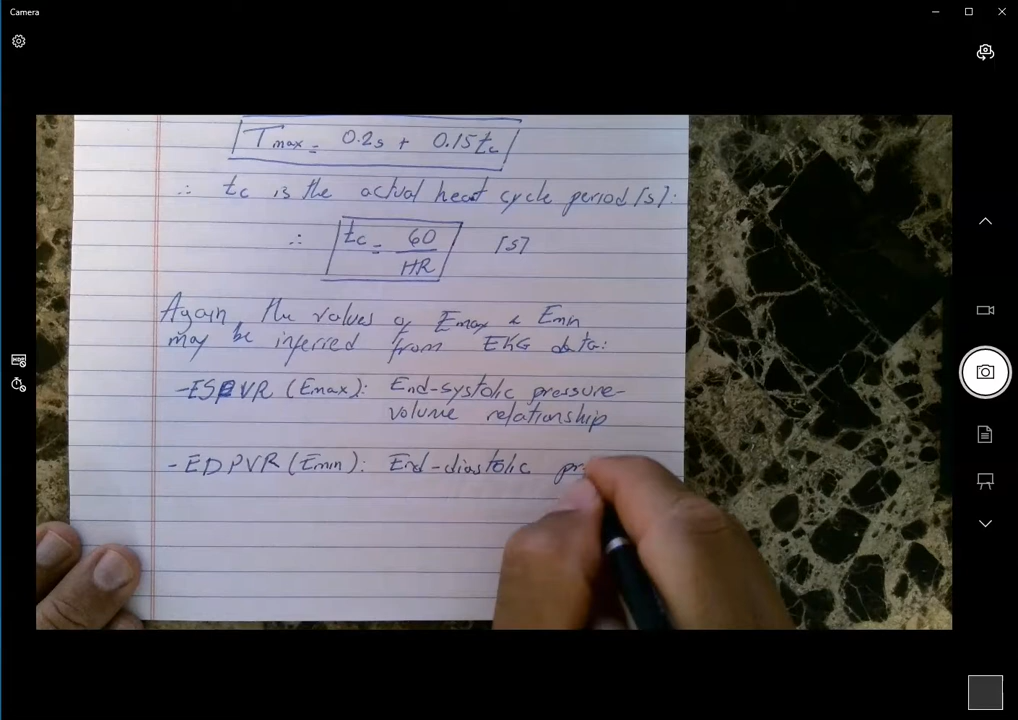 Camera
Tmax = 0.2s + 0.15tc
∴ tc is the actual heat cycle period [s]:
∴ tc = 60/HR [s]
Again, the values of Emax & Emin
may be inferred from EKG data:
- ESPVR (Emax): End-systolic pressure-
volume relationship
- EDPVR (Emin): End-diastolic pr